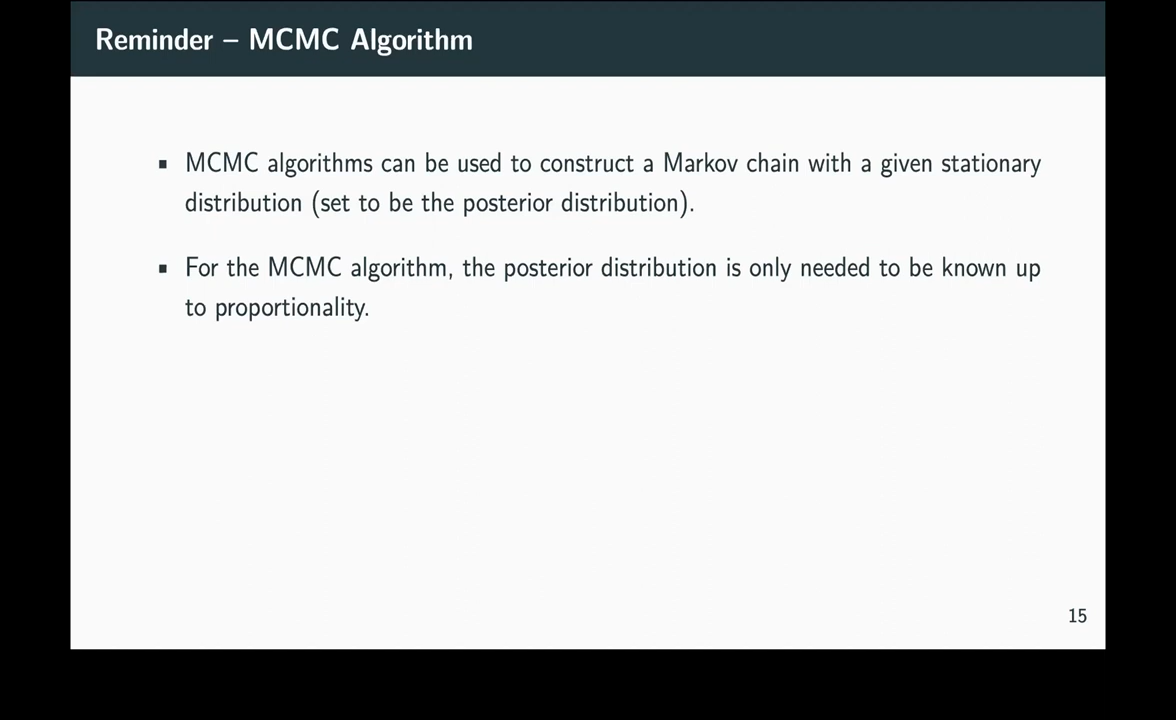 Reminder – MCMC Algorithm
▪ MCMC algorithms can be used to construct a Markov chain with a given stationary
distribution (set to be the posterior distribution).
▪ For the MCMC algorithm, the posterior distribution is only needed to be known up
to proportionality.
15